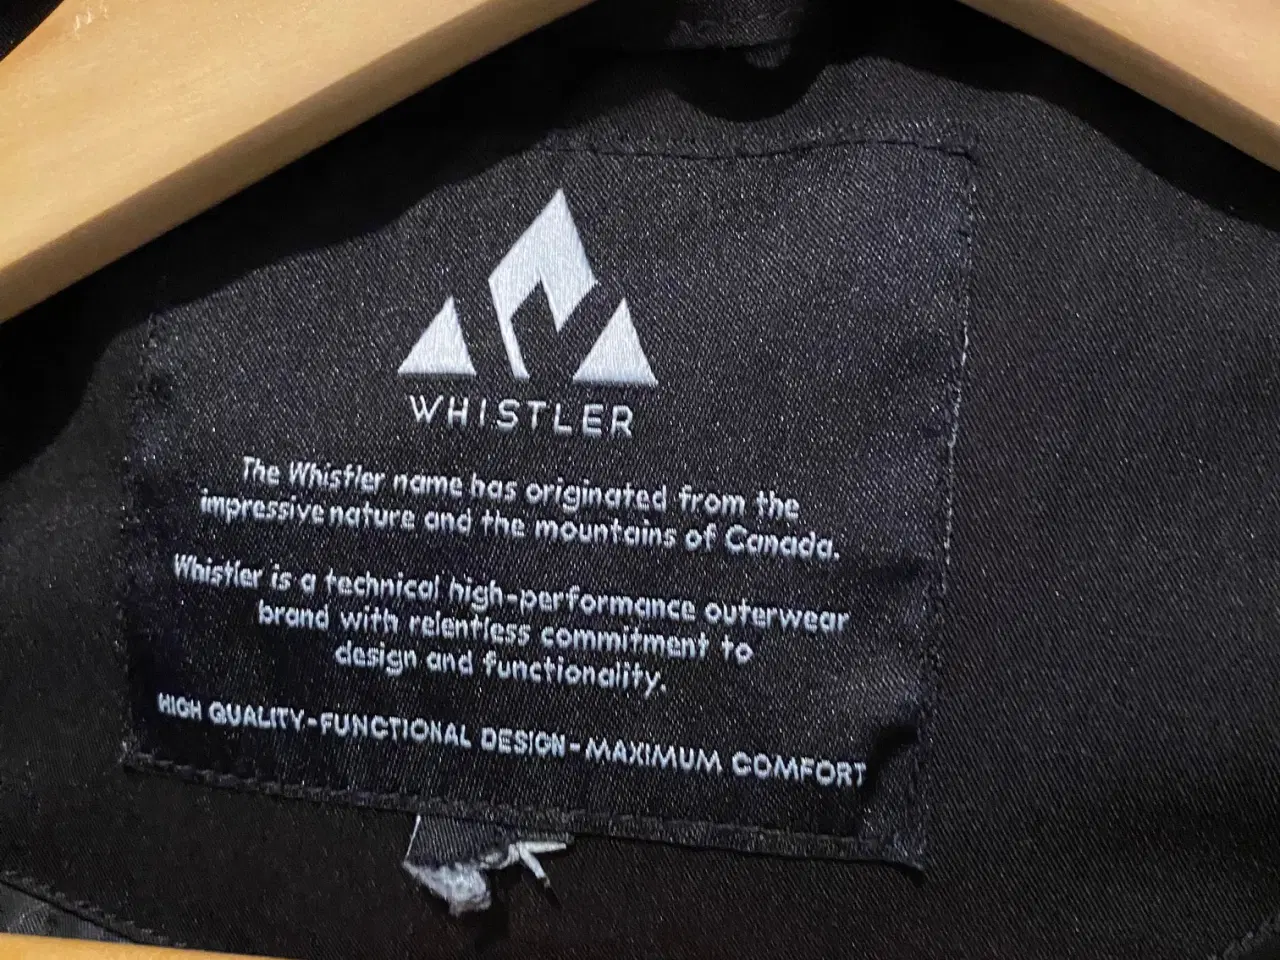 WHISTLER
The Whistler name has originated from the
impressive nature and the mountains of Canada.
Whistler is a technical high-performance outerwear
brand with relentless commitment to
design and functionality.
HIGH QUALITY-FUNCTIONAL DESIGN-MAXIMUM COMFORT